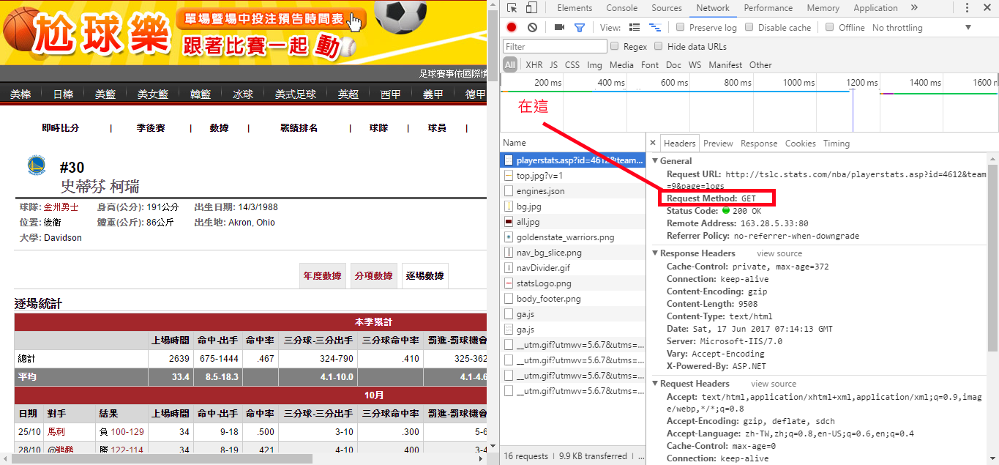 尬球樂
單場暨場中投注預告時間表
跟著比賽一起動
足球賽事依國際慣
美棒 日棒 美籃 美女籃 韓籃 冰球 美式足球 英超 西甲 義甲 德甲
即時比分 | 季後賽 | 數據 | 戰績排名 | 球隊 | 球員 |
#30
史蒂芬 柯瑞
球隊: 金州勇士 身高(公分): 191公分 出生日期: 14/3/1988
位置: 後衛 體重(公斤): 86公斤 出生地: Akron, Ohio
大學: Davidson
年度數據 分項數據 逐場數據
逐場統計
本季累計
上場時間 命中-出手 命中率 三分球-三分出手 三分球命中率 罰進-罰球機會
總計 2639 675-1444 .467 324-790 .410 325-362
平均 33.4 8.5-18.3 4.1-10.0 4.1-4.6
10月
日期 對手 結果 上場時間 命中-出手 命中率 三分球-三分出手 三分球命中率 罰進-罰球機會
25/10 馬刺 負 100-129 34 9-18 .500 3-10 .300 5-6
28/10 @鵜鶘 勝 122-114 34 8-19 .421 4-10 .400 3-4
Elements Console Sources Network Performance Memory Application »
View: Preserve log Disable cache Offline No throttling
Filter Regex Hide data URLs
All XHR JS CSS Img Media Font Doc WS Manifest Other
200 ms 400 ms 600 ms 800 ms 1000 ms 1200 ms 1400 ms 1600 r
在這
Name
playerstats.asp?id=4612&team...
top.jpg?v=1
engines.json
bg.jpg
all.jpg
goldenstate_warriors.png
nav_bg_slice.png
navDivider.gif
statsLogo.png
body_footer.png
ga.js
ga.js
__utm.gif?utmwv=5.6.7&utms=...
__utm.gif?utmwv=5.6.7&utms=...
__utm.gif?utmwv=5.6.7&utms=...
__utm.gif?utmwv=5.6.7&utms=...
16 requests | 9.9 KB transferred | ...
× Headers Preview Response Cookies Timing
General
Request URL: http://tslc.stats.com/nba/playerstats.asp?id=4612&team
=9&page=logs
Request Method: GET
Status Code: 200 OK
Remote Address: 163.28.5.33:80
Referrer Policy: no-referrer-when-downgrade
Response Headers view source
Cache-Control: private, max-age=372
Connection: keep-alive
Content-Encoding: gzip
Content-Length: 9508
Content-Type: text/html
Date: Sat, 17 Jun 2017 07:14:13 GMT
Server: Microsoft-IIS/7.0
Vary: Accept-Encoding
X-Powered-By: ASP.NET
Request Headers view source
Accept: text/html,application/xhtml+xml,application/xml;q=0.9,imag
e/webp,*/*;q=0.8
Accept-Encoding: gzip, deflate, sdch
Accept-Language: zh-TW,zh;q=0.8,en-US;q=0.6,en;q=0.4
Cache-Control: max-age=0
Connection: keep-alive